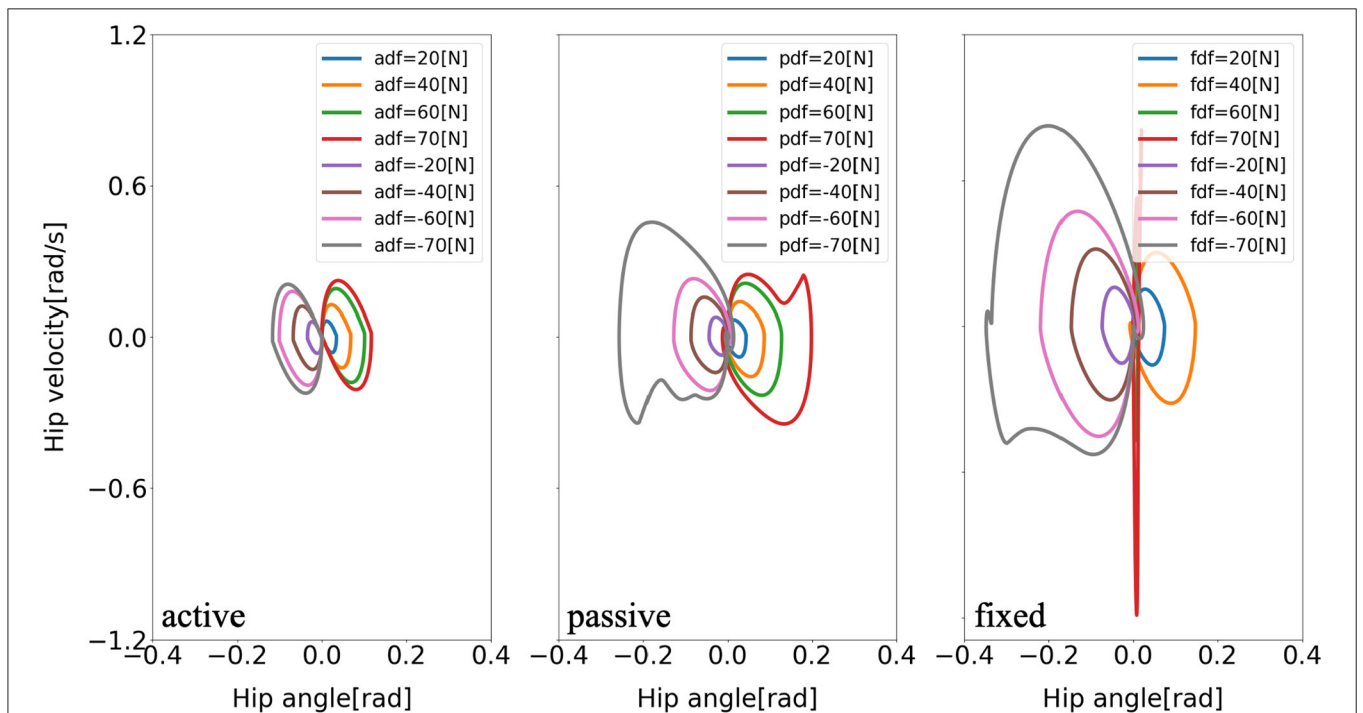 1.2
0.6
0.0
−0.6
−1.2
Hip velocity[rad/s]
adf=20[N]
adf=40[N]
adf=60[N]
adf=70[N]
adf=-20[N]
adf=-40[N]
adf=-60[N]
adf=-70[N]
active
−0.4 −0.2 0.0 0.2 0.4
Hip angle[rad]
pdf=20[N]
pdf=40[N]
pdf=60[N]
pdf=70[N]
pdf=-20[N]
pdf=-40[N]
pdf=-60[N]
pdf=-70[N]
passive
−0.4 −0.2 0.0 0.2 0.4
Hip angle[rad]
fdf=20[N]
fdf=40[N]
fdf=60[N]
fdf=70[N]
fdf=-20[N]
fdf=-40[N]
fdf=-60[N]
fdf=-70[N]
fixed
−0.4 −0.2 0.0 0.2 0.4
Hip angle[rad]